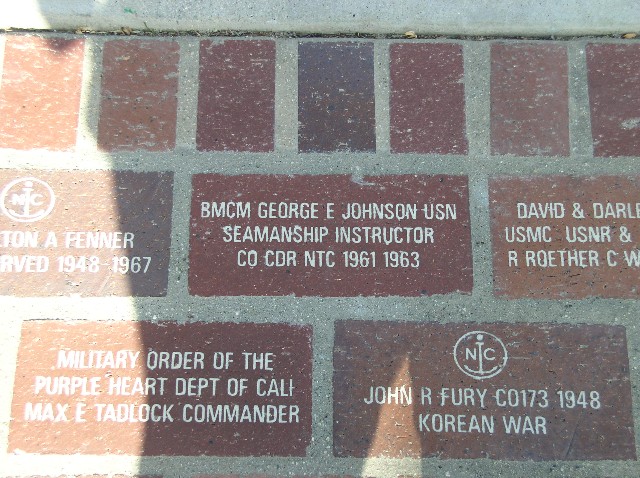 NTC
TON A FENNER
RVED 1948-1967
BMCM GEORGE E JOHNSON USN
SEAMANSHIP INSTRUCTOR
CO CDR NTC 1961 1963
DAVID & DARLE
USMC USNR &
R ROETHER C W
MILITARY ORDER OF THE
PURPLE HEART DEPT OF CALI
MAX E TADLOCK COMMANDER
NTC
JOHN R FURY CO173 1948
KOREAN WAR